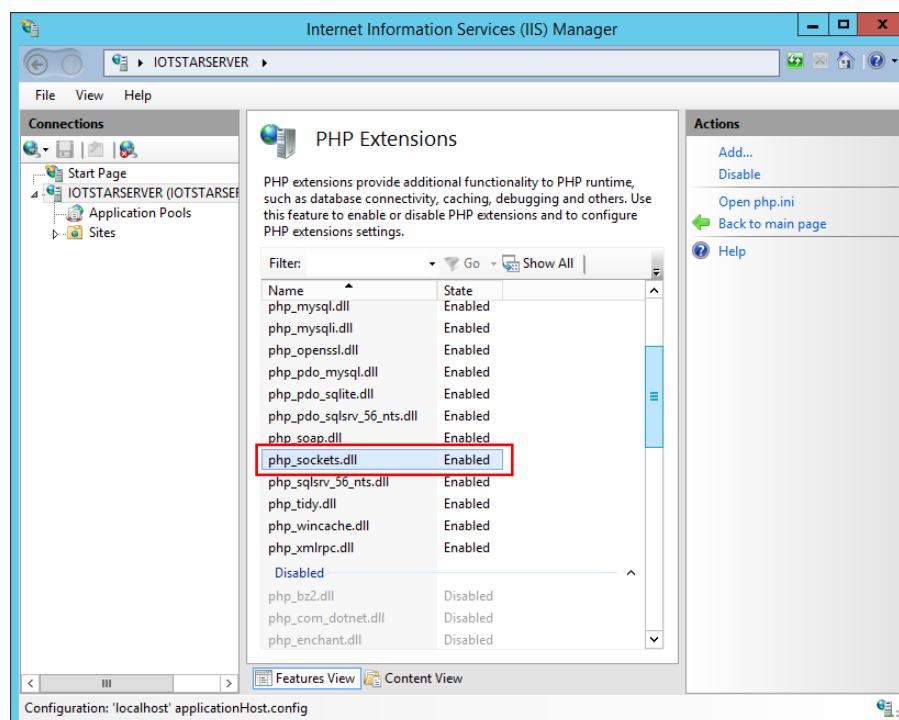 Internet Information Services (IIS) Manager
IOTSTARSERVER
File View Help
Connections
Start Page
IOTSTARSERVER (IOTSTARSEF
Application Pools
Sites
PHP Extensions
PHP extensions provide additional functionality to PHP runtime,
such as database connectivity, caching, debugging and others. Use
this feature to enable or disable PHP extensions and to configure
PHP extensions settings.
Filter: Go Show All
Name State
php_mysql.dll Enabled
php_mysqli.dll Enabled
php_openssl.dll Enabled
php_pdo_mysql.dll Enabled
php_pdo_sqlite.dll Enabled
php_pdo_sqlsrv_56_nts.dll Enabled
php_soap.dll Enabled
php_sockets.dll Enabled
php_sqlsrv_56_nts.dll Enabled
php_tidy.dll Enabled
php_wincache.dll Enabled
php_xmlrpc.dll Enabled
Disabled
php_bz2.dll Disabled
php_com_dotnet.dll Disabled
php_enchant.dll Disabled
Features View Content View
Actions
Add...
Disable
Open php.ini
Back to main page
Help
Configuration: 'localhost' applicationHost.config